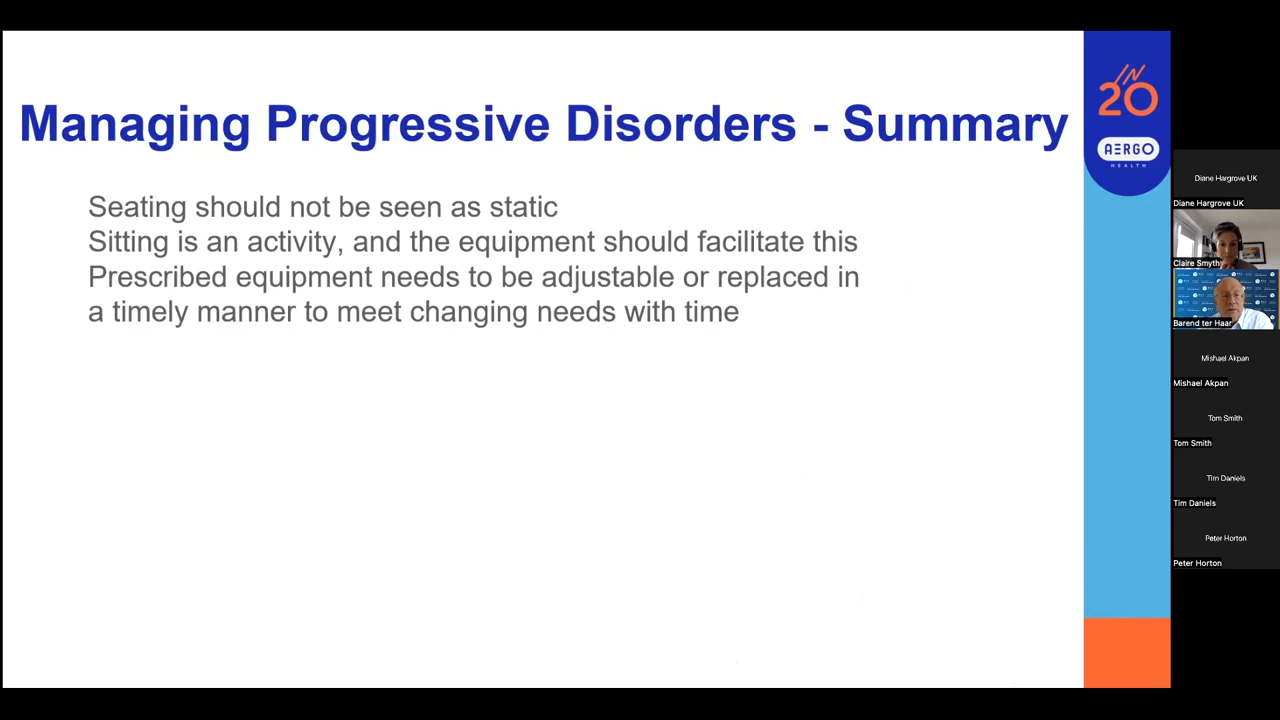 Managing Progressive Disorders - Summary
Seating should not be seen as static
Sitting is an activity, and the equipment should facilitate this
Prescribed equipment needs to be adjustable or replaced in
a timely manner to meet changing needs with time
IN
20
AERGO
HEALTH
Diane Hargrove UK
Diane Hargrove UK
Claire Smyth
Barend ter Haar
Mishael Akpan
Mishael Akpan
Tom Smith
Tom Smith
Tim Daniels
Tim Daniels
Peter Horton
Peter Horton